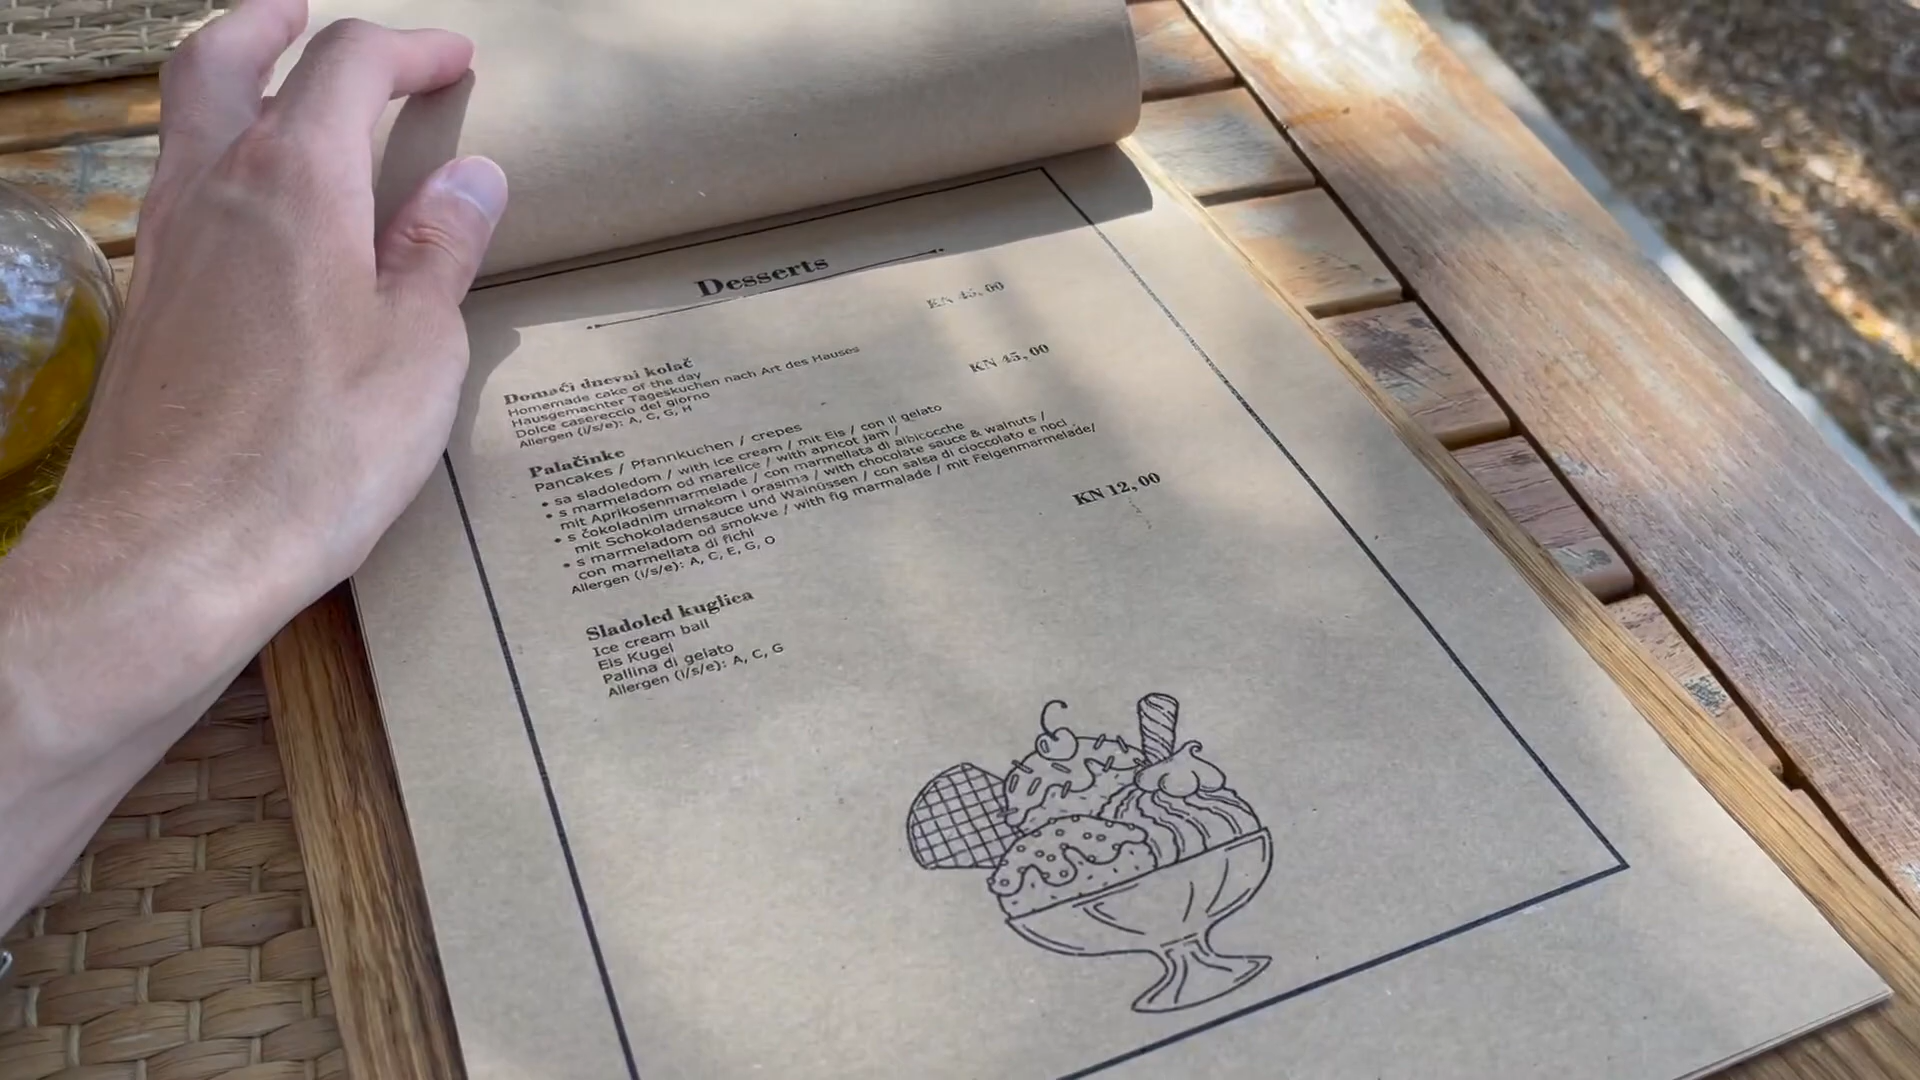 Desserts
Domaći dnevni kolač
KN 45,00
Homemade cake of the day
Hausgemachter Tageskuchen nach Art des Hauses
Dolce casereccio del giorno
Allergen (i/s/e): A, C, G, H
Palačinke
KN 45,00
Pancakes / Pfannkuchen / crepes
• sa sladoledom / with ice cream / mit Eis / con il gelato
• s marmeladom od marelice / with apricot jam /
mit Aprikosenmarmelade / con marmellata di albicocche
• s čokoladnim umakom i orasima / with chocolate sauce & walnuts /
mit Schokoladensauce und Walnüssen / con salsa di cioccolato e noci
• s marmeladom od smokve / with fig marmalade / mit Feigenmarmelade/
con marmellata di fichi
Allergen (i/s/e): A, C, E, G, O
Sladoled kuglica
KN 12,00
Ice cream ball
Eis Kugel
Pallina di gelato
Allergen (i/s/e): A, C, G